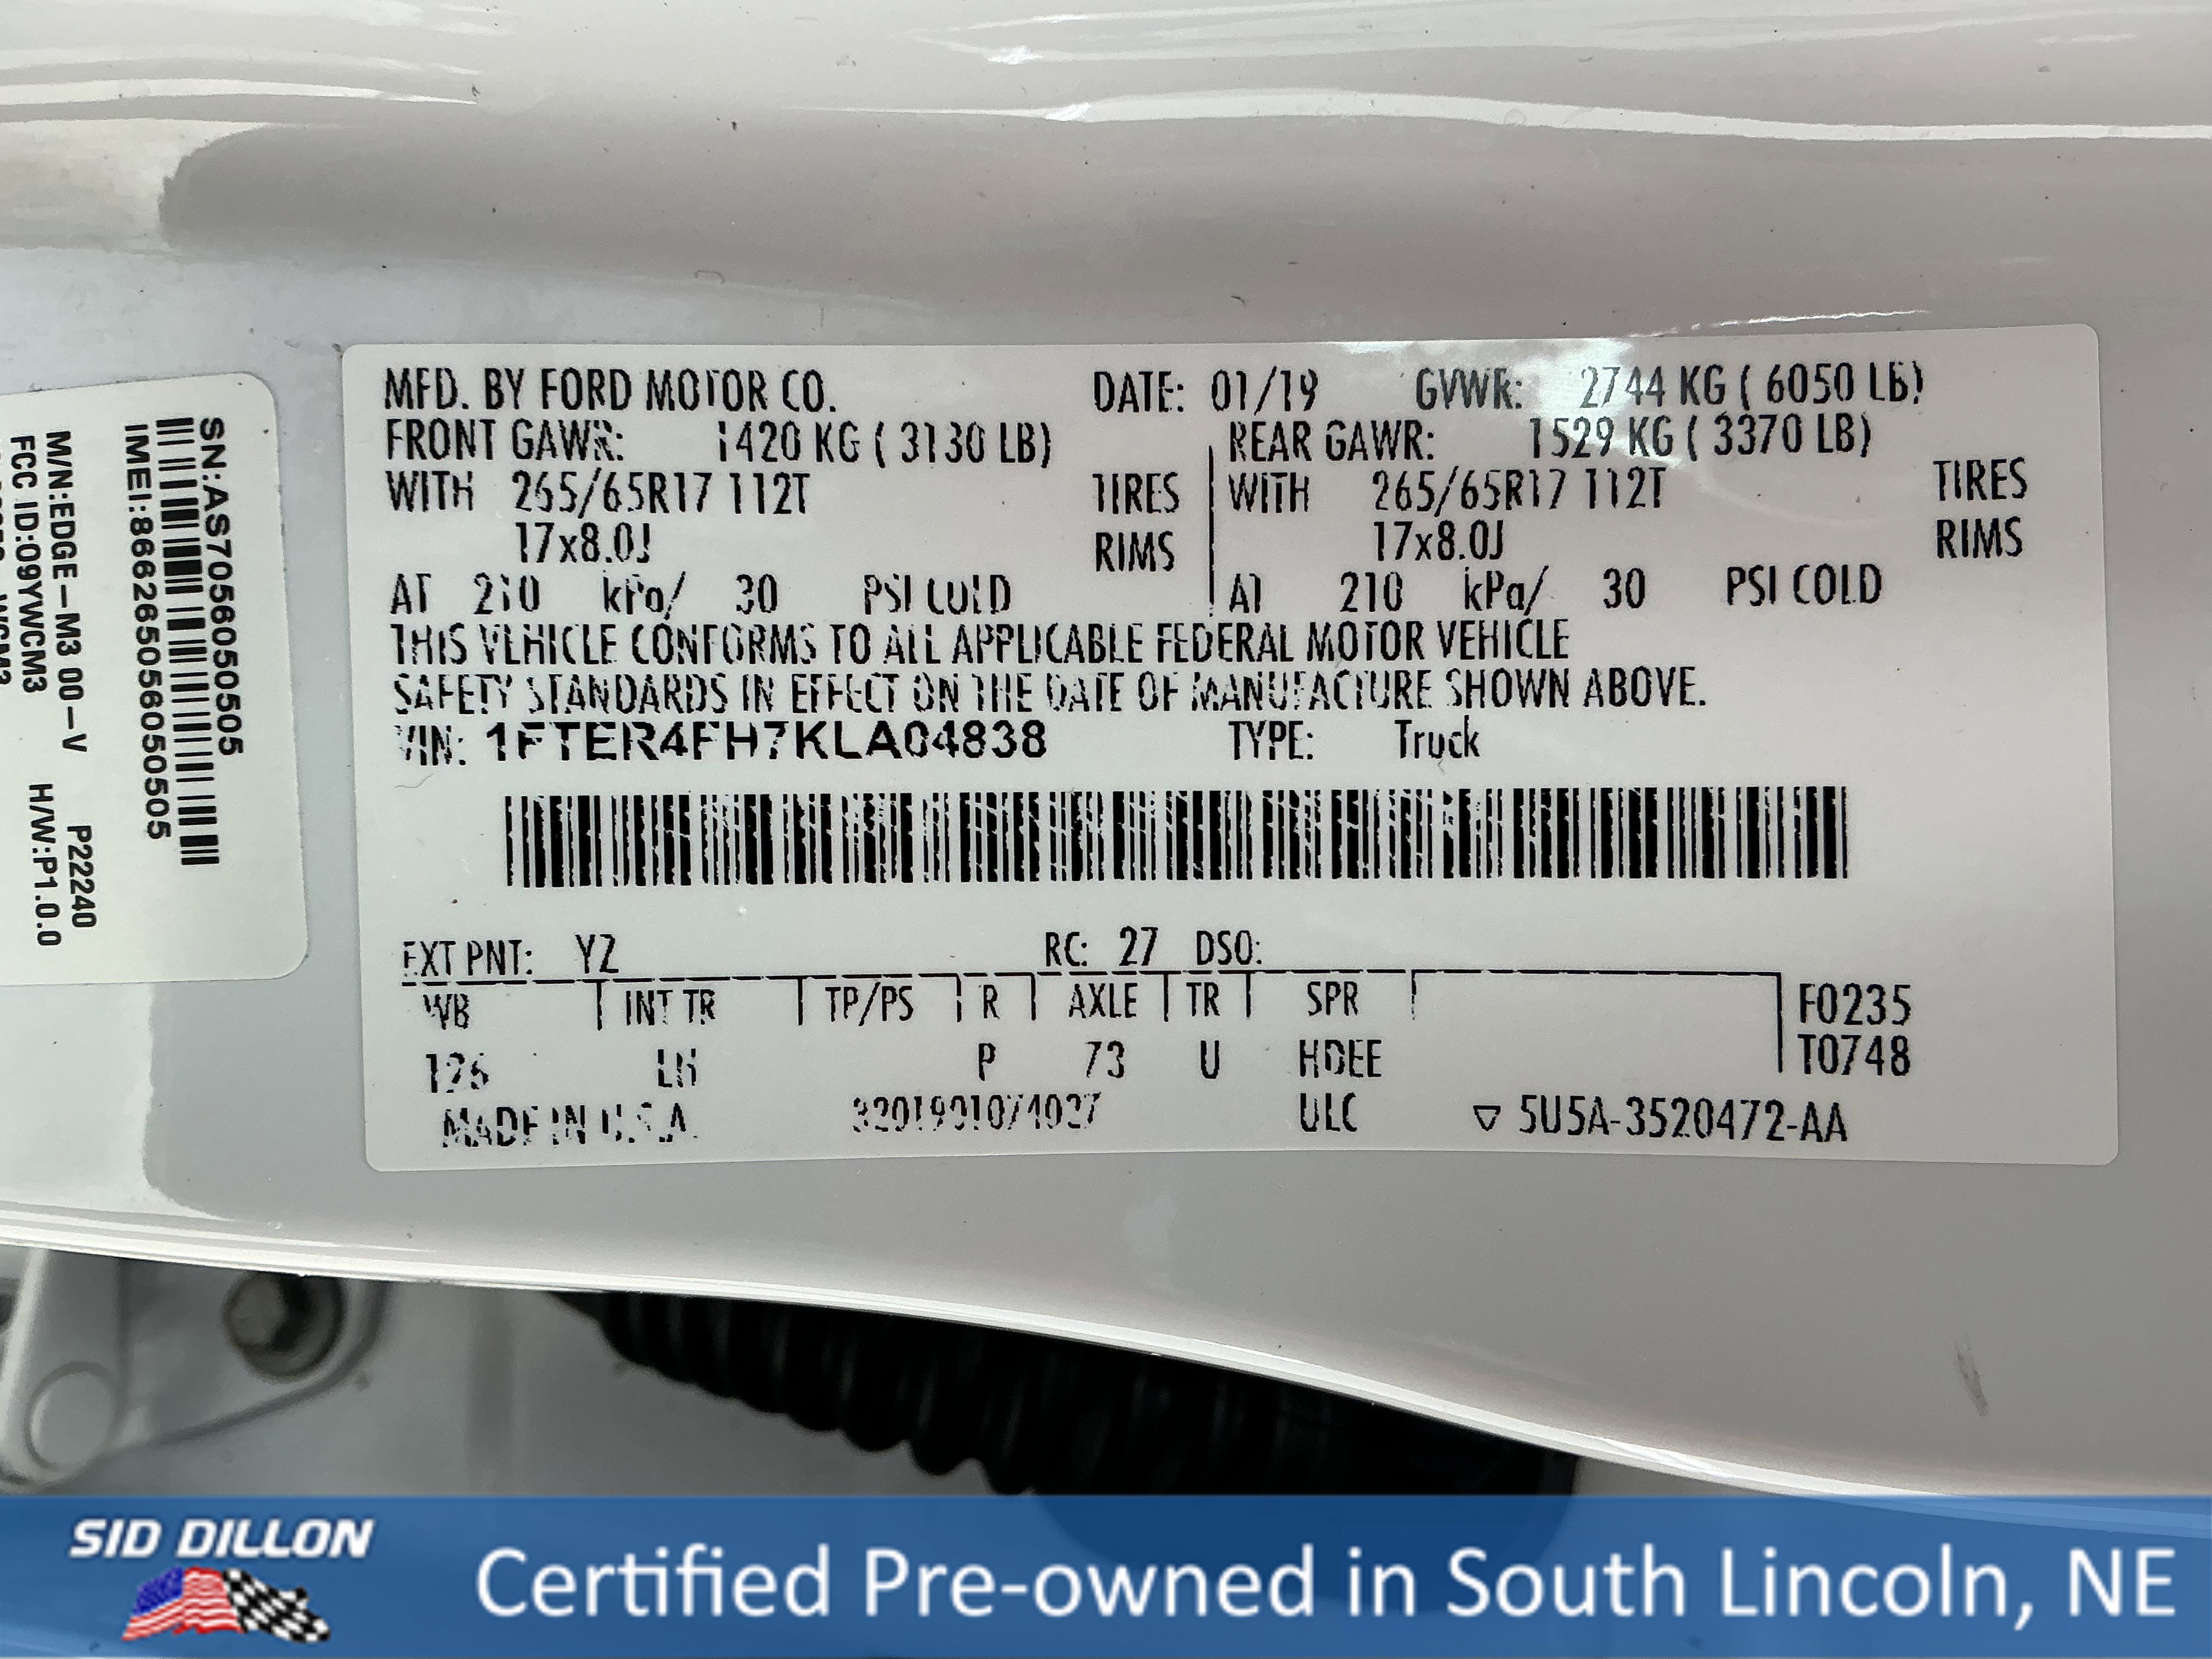 MFD. BY FORD MOTOR CO. DATE: 01/19 GVWR: 2744 KG ( 6050 LB)
FRONT GAWR: 1420 KG ( 3130 LB) REAR GAWR: 1529 KG ( 3370 LB)
WITH 265/65R17 112T TIRES WITH 265/65R17 112T TIRES
17x8.0J RIMS 17x8.0J RIMS
AT 210 kPa/ 30 PSI COLD AT 210 kPa/ 30 PSI COLD
THIS VEHICLE CONFORMS TO ALL APPLICABLE FEDERAL MOTOR VEHICLE
SAFETY STANDARDS IN EFFECT ON THE DATE OF MANUFACTURE SHOWN ABOVE.
VIN: 1FTER4FH7KLA04838 TYPE: Truck
EXT PNT: YZ RC: 27 DSO:
WB INT TR TP/PS R AXLE TR SPR F0235
126 LH P 73 U HDEE T0748
MADE IN U.S.A. 3201901074027 ULC ▽ 5U5A-3520472-AA
SN:AS7056050505
IMEI:866265056050505
M/N:EDGE-M3 00-V P22240
FCC ID:O9YWCM3 H/W:P1.0.0
SID DILLON
Certified Pre-owned in South Lincoln, NE